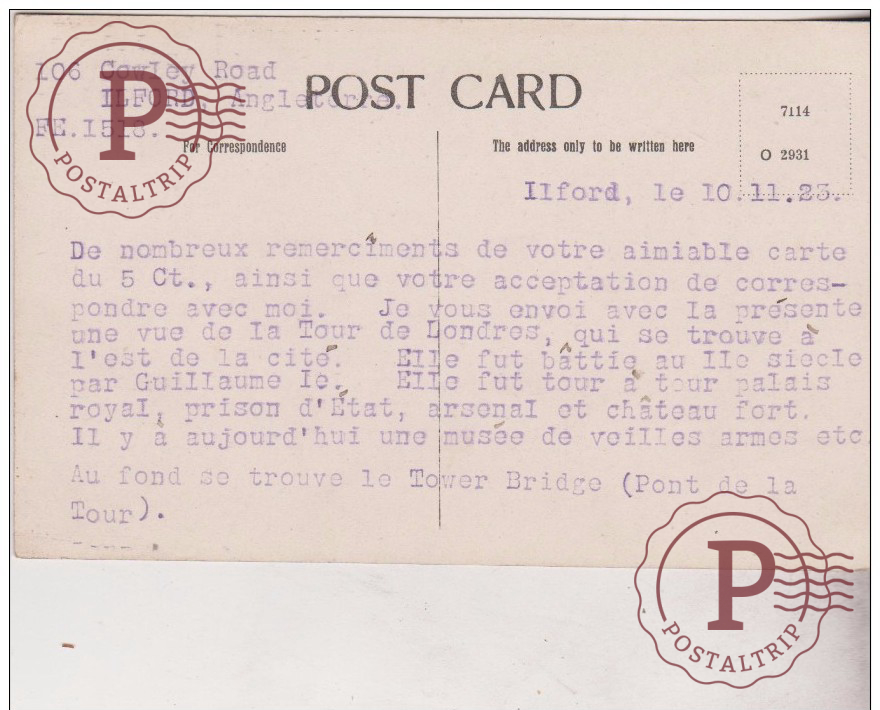 106 Cowley Road
POST CARD
ILFORD, Angleterre.
FE.I518.
7114
O 2931
For Correspondence
The address only to be written here
Ilford, le 10.11.23.
De nombreux remerciments de votre aimiable carte
du 5 Ct., ainsi que votre acceptation de corres-
pondre avec moi. Je vous envoi avec la présente
une vue de la Tour de Londres, qui se trouve à
l'est de la cité. Elle fut bâttie au IIe siecle
par Guillaume Ie. Elle fut tour à tour palais
royal, prison d'État, arsenal et château fort.
Il y a aujourd'hui une musée de veilles armes etc.
Au fond se trouve le Tower Bridge (Pont de la
Tour).
P
POSTALTRIP
P
POSTALTRIP